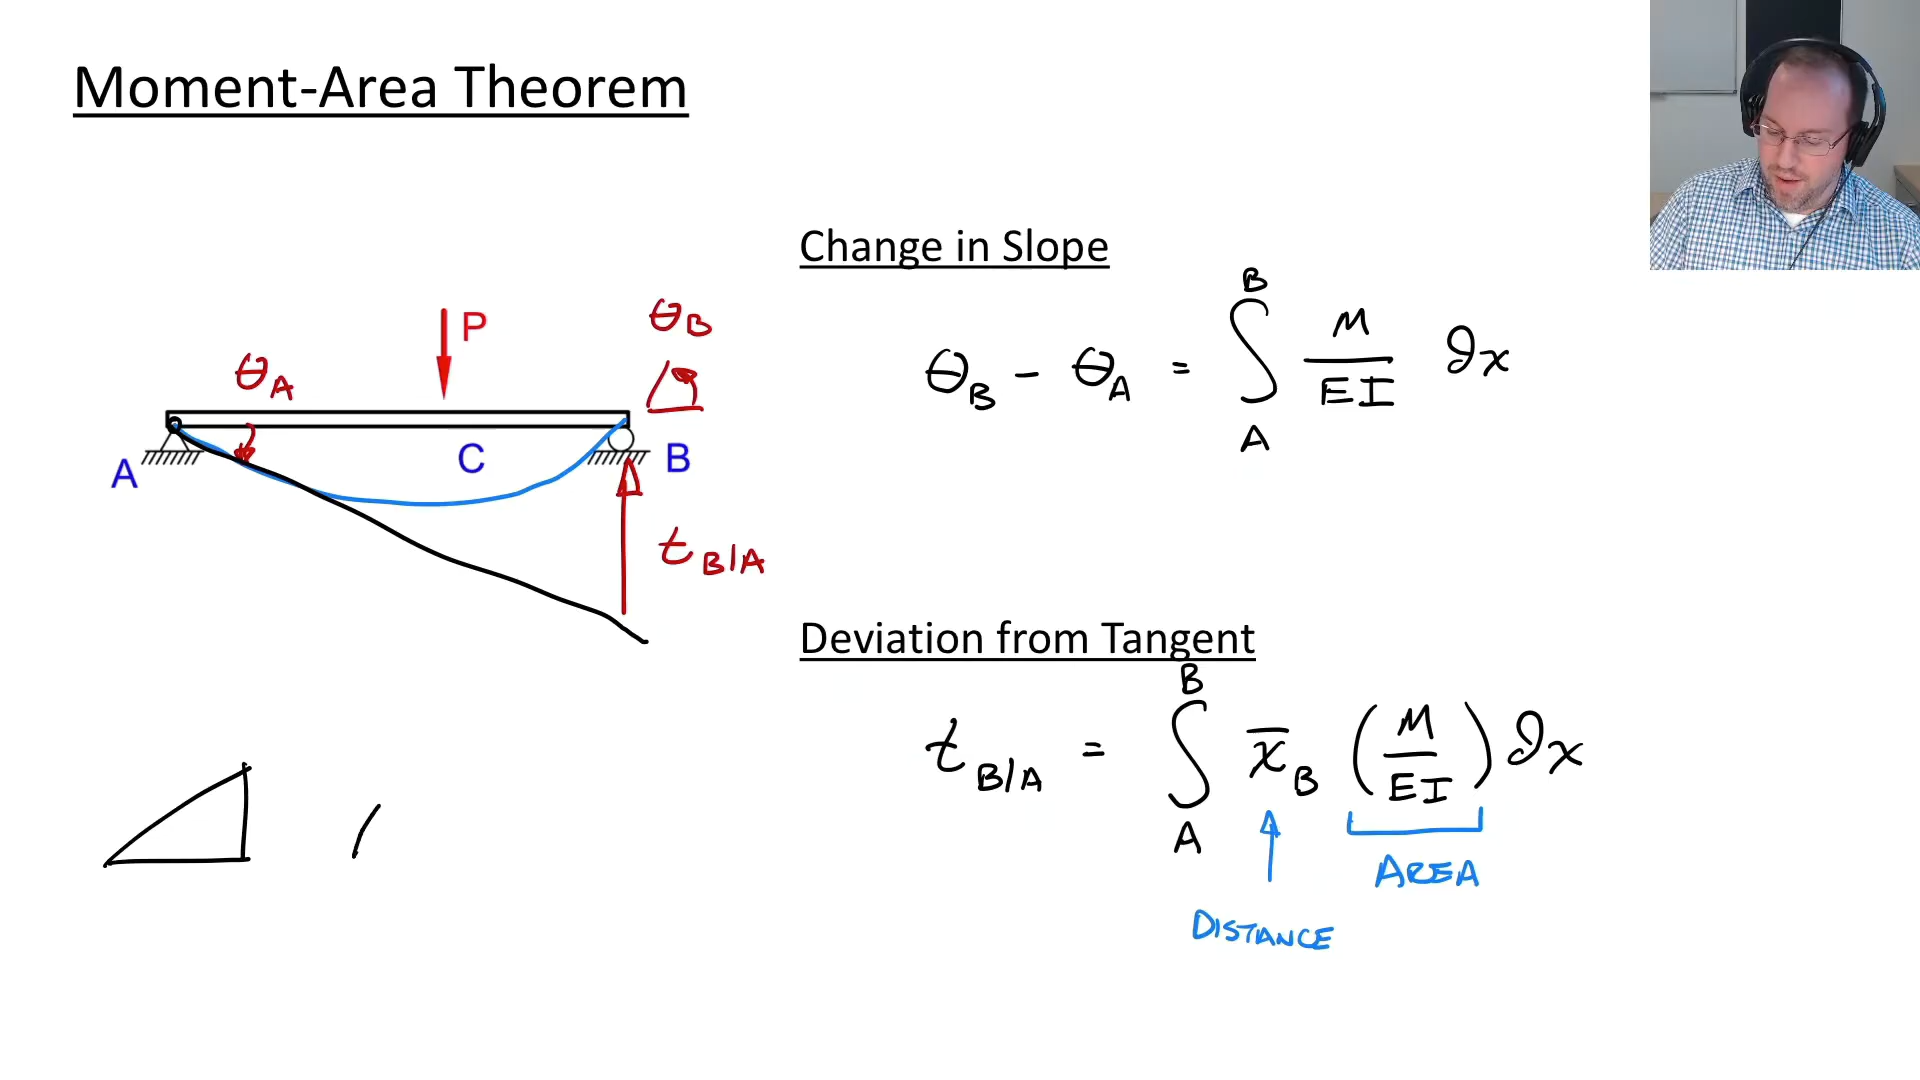 Moment-Area Theorem
Change in Slope
θB - θA = ∫ B A M/EI ∂x
P
θA
θB
A
C
B
tB/A
Deviation from Tangent
tB/A = ∫ B A x̄B (M/EI) ∂x
AREA
DISTANCE